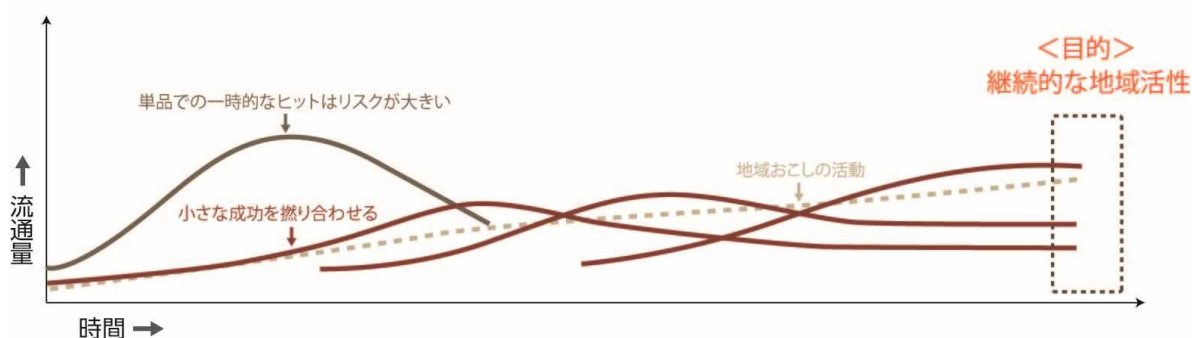 ＜目的＞
継続的な地域活性
単品での一時的なヒットはリスクが大きい
地域おこしの活動
小さな成功を撚り合わせる
流通量
時間